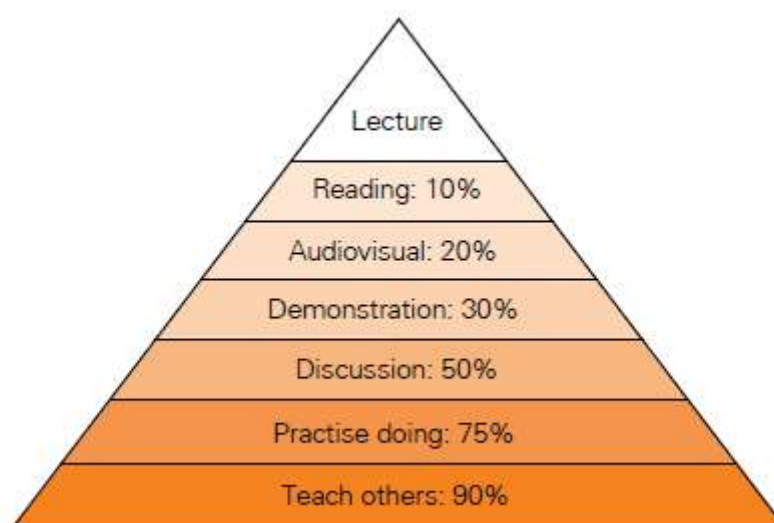 Lecture
Reading: 10%
Audiovisual: 20%
Demonstration: 30%
Discussion: 50%
Practise doing: 75%
Teach others: 90%